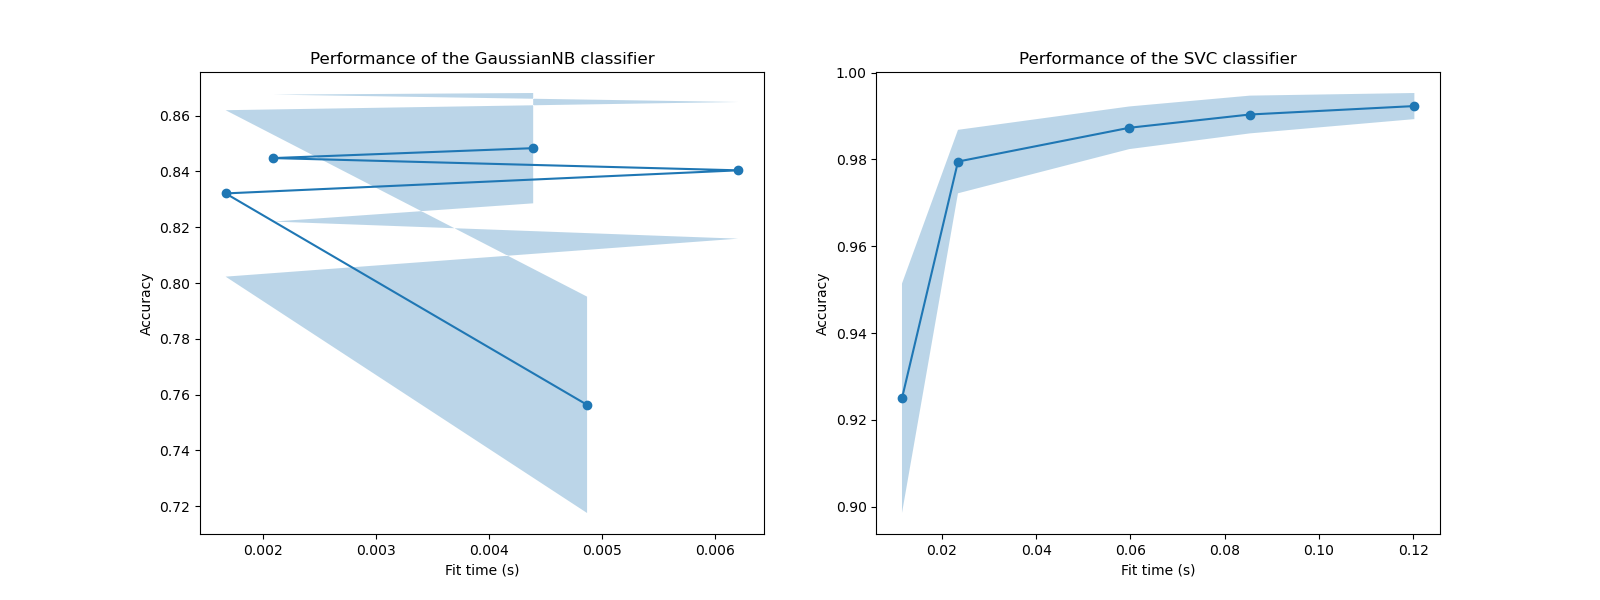 Performance of the GaussianNB classifier
Accuracy
0.86
0.84
0.82
0.80
0.78
0.76
0.74
0.72
0.002 0.003 0.004 0.005 0.006
Fit time (s)
Performance of the SVC classifier
Accuracy
1.00
0.98
0.96
0.94
0.92
0.90
0.02 0.04 0.06 0.08 0.10 0.12
Fit time (s)